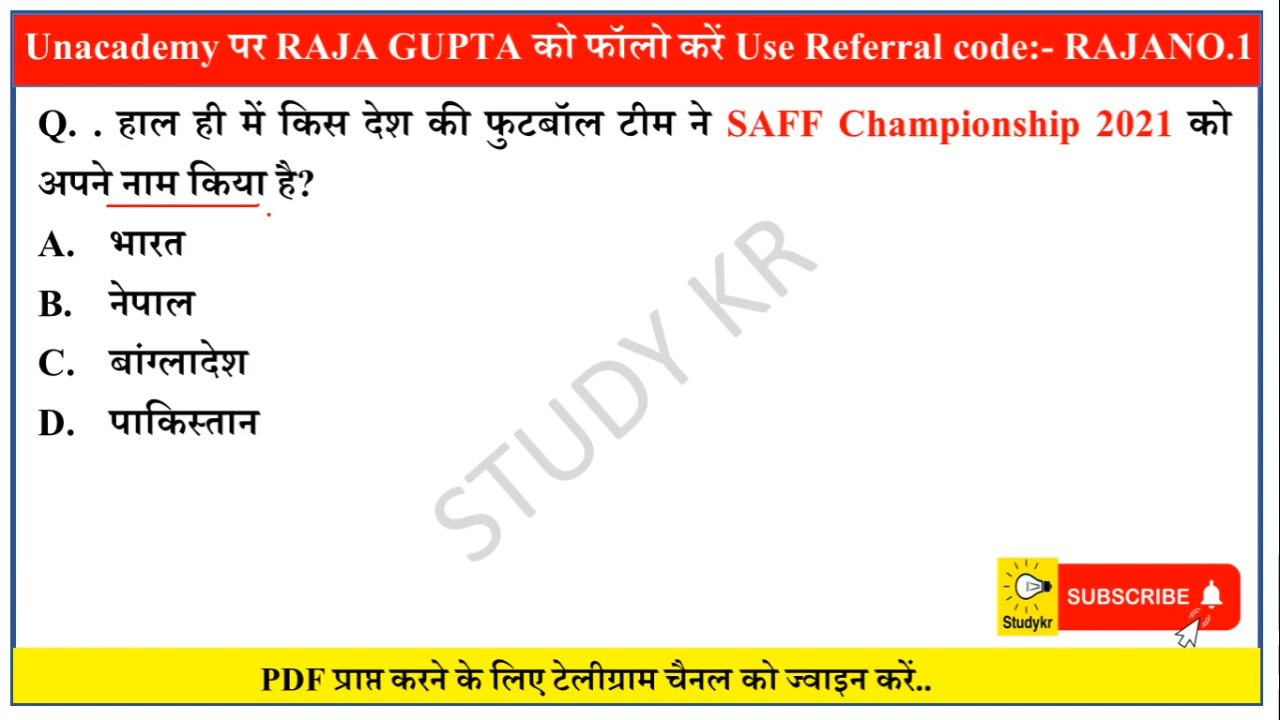 Unacademy पर RAJA GUPTA को फॉलो करें Use Referral code:- RAJANO.1
Q. . हाल ही में किस देश की फुटबॉल टीम ने SAFF Championship 2021 को
अपने नाम किया है?
A. भारत
B. नेपाल
C. बांग्लादेश
D. पाकिस्तान
STUDY KR
SUBSCRIBE
Studykr
PDF प्राप्त करने के लिए टेलीग्राम चैनल को ज्वाइन करें..